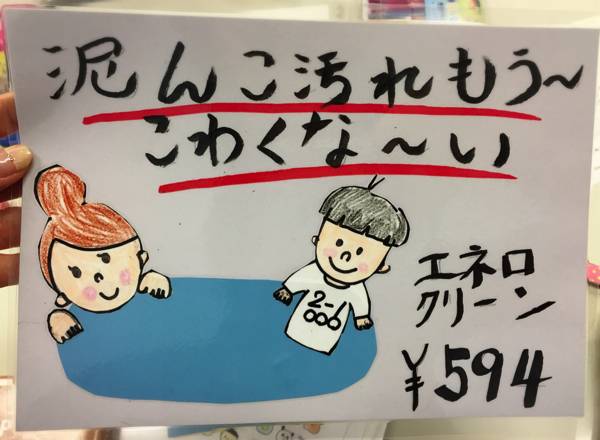 泥んこ汚れもう〜
こわくな〜い
エネロ
クリーン
¥594
2-